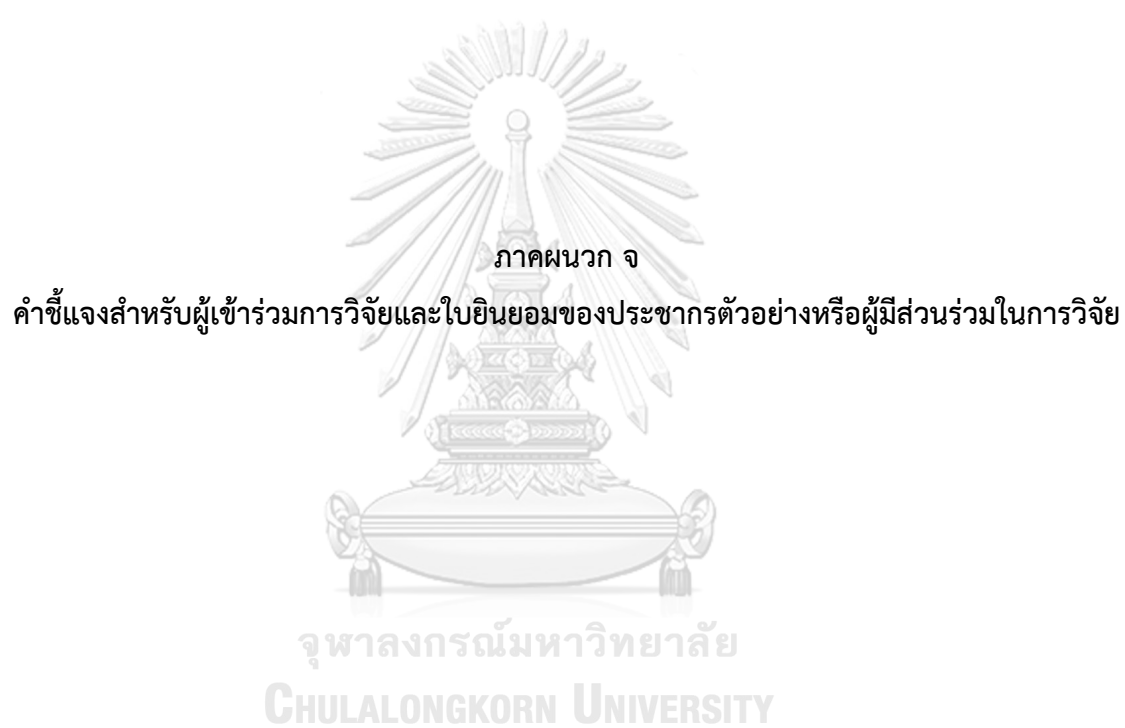 ภาคผนวก จ
คำชี้แจงสำหรับผู้เข้าร่วมการวิจัยและใบยินยอมของประชากรตัวอย่างหรือผู้มีส่วนร่วมในการวิจัย
จุฬาลงกรณ์มหาวิทยาลัย
CHULALONGKORN UNIVERSITY